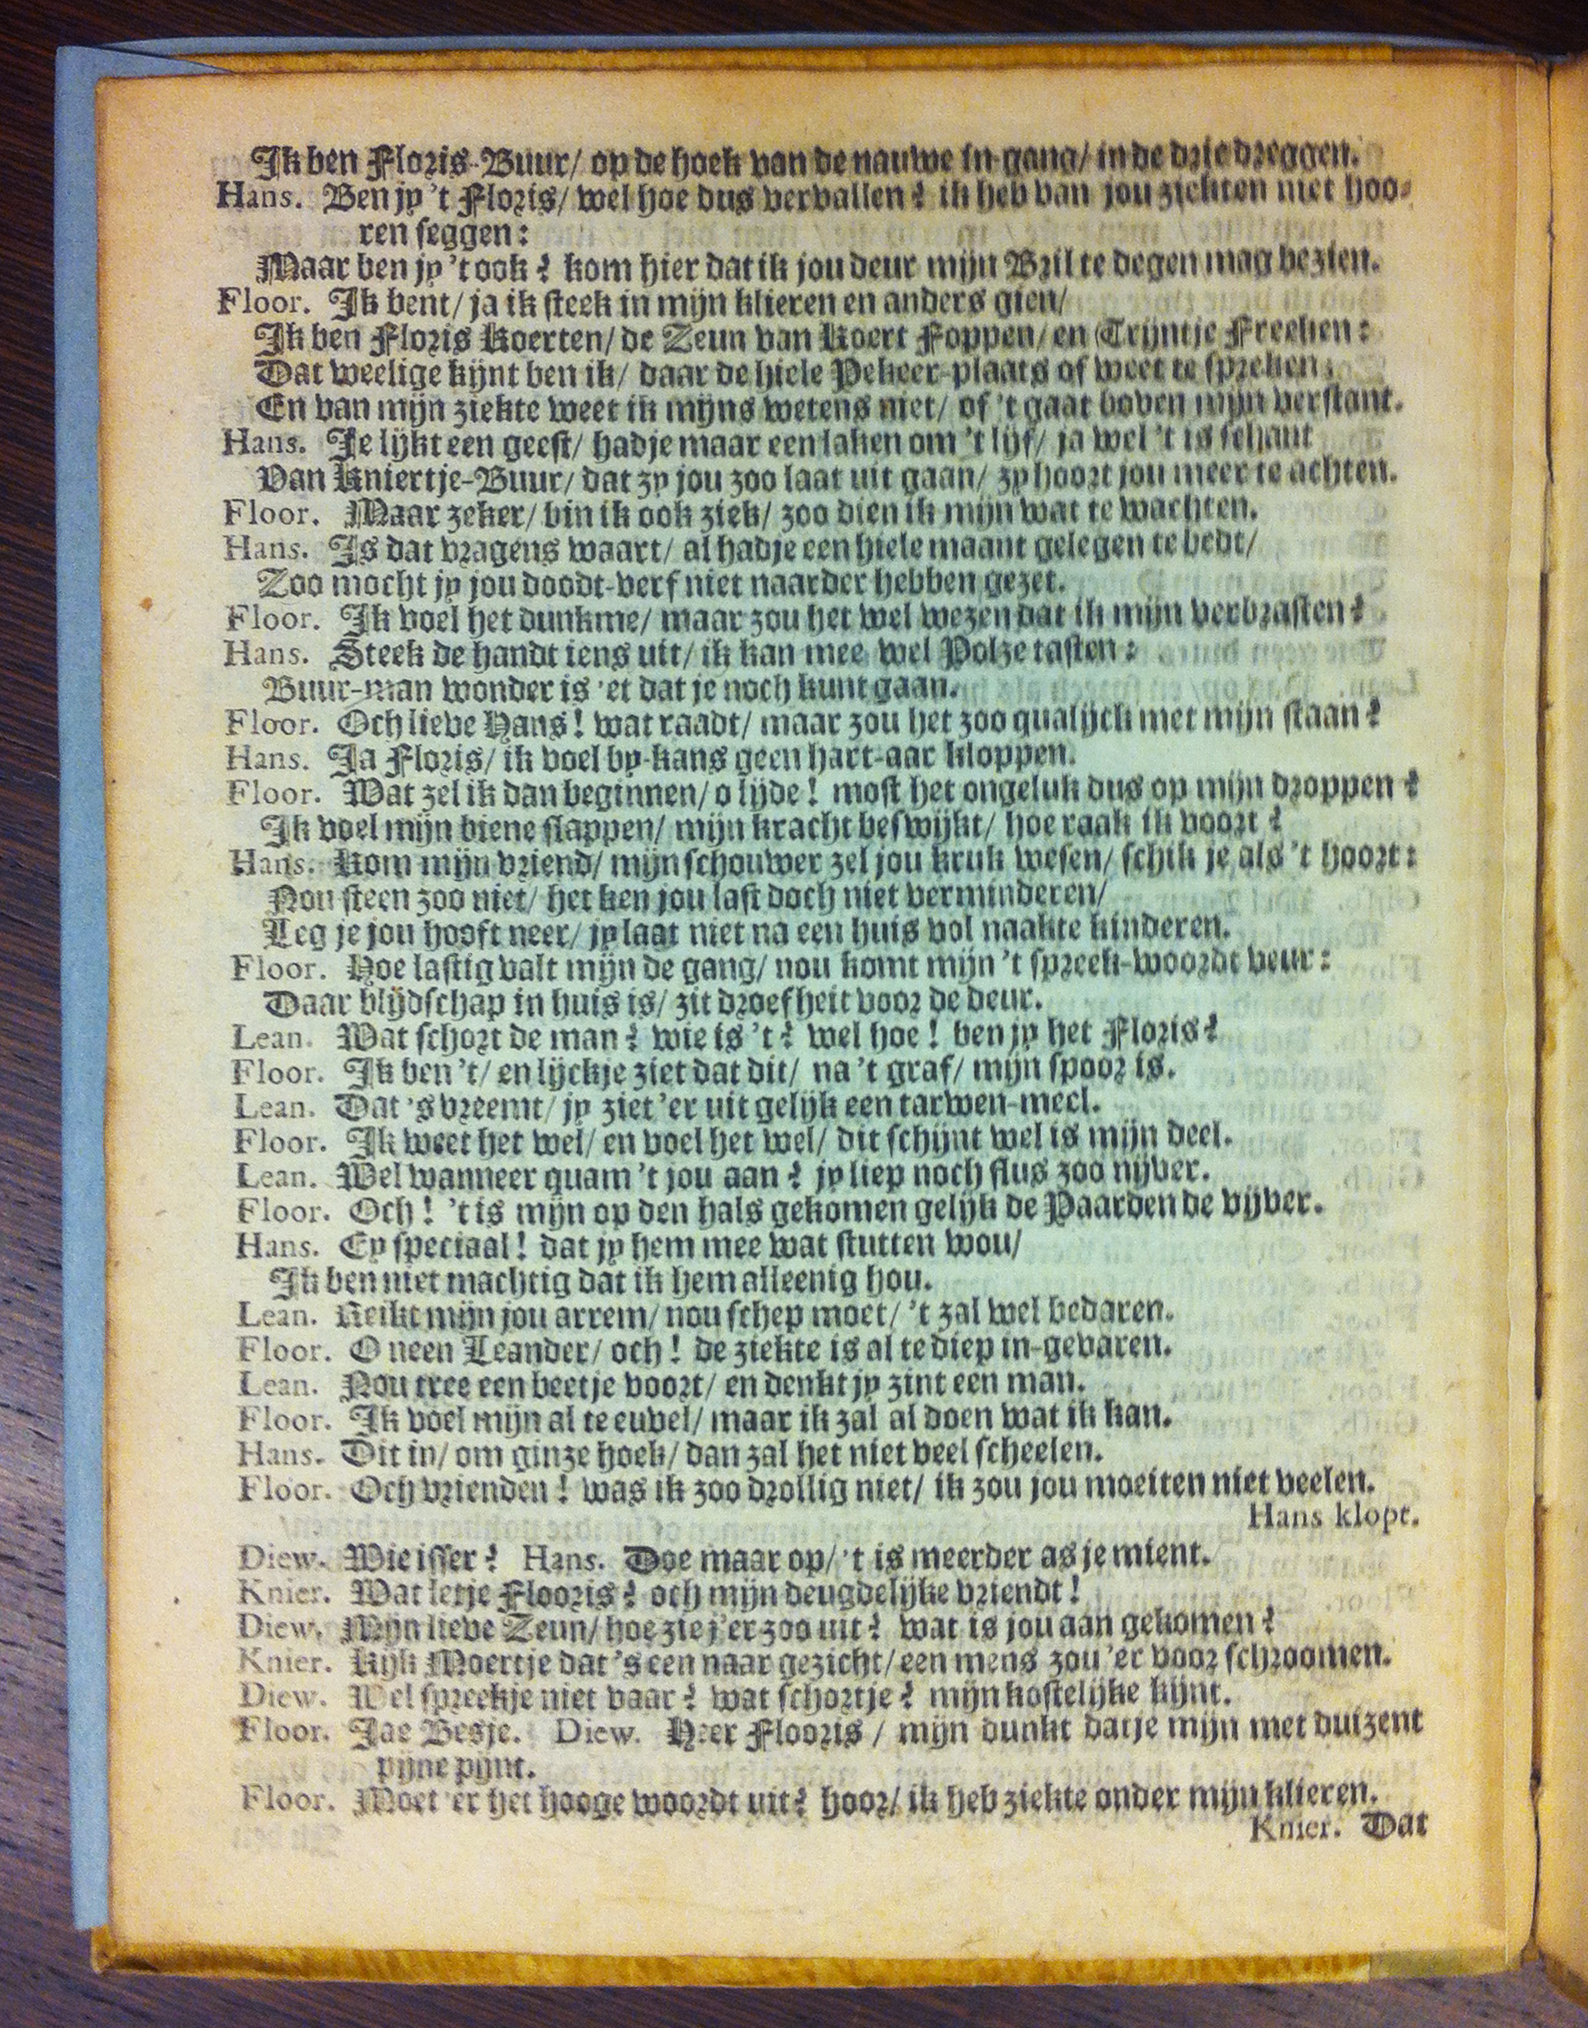 Ik ben Floris-Buur/ op de hoek van de nauwe in-gang/ in de drie dreggen.
Hans. Ben jy 't Floris/ wel hoe dus vervallen? ik heb van jou ziekten niet hoo-
ren seggen:
Maar ben jy 't ook? kom hier dat ik jou deur mijn Bril te degen mag bezien.
Floor. Ik bent/ ja ik steek in mijn klieren en anders gien/
Ik ben Floris Koerten/ de Zeun van Koert Foppen/ en Trijntje Freeken:
Dat weelige kijnt ben ik/ daar de hiele Pekeer-plaats of weet te spreken;
En van mijn ziekte weet ik mijns wetens niet/ of 't gaat boven mijn verstant.
Hans. Je lijkt een geest/ hadje maar een laken om 't lijf/ ja wel 't is schant
Van Kniertje-Buur/ dat zy jou zoo laat uit gaan/ zy hoort jou meer te achten.
Floor. Maar zeker/ bin ik ook ziek/ zoo dien ik mijn wat te wachten.
Hans. Is dat vragens waart/ al hadje een hiele maant gelegen te bedt/
Zoo mocht jy jou doodt-verf niet naarder hebben gezet.
Floor. Ik voel het dunkme/ maar zou het wel wezen dat ik mijn verbrasten?
Hans. Steek de handt iens uit/ ik kan mee wel Polze tasten:
Buur-man wonder is 'et dat je noch kunt gaan.
Floor. Och lieve Hans! wat raadt/ maar zou het zoo qualijck met mijn staan?
Hans. Ja Floris/ ik voel by-kans geen hart-aar kloppen.
Floor. Wat zel ik dan beginnen/ o lijde! most het ongeluk dus op mijn droppen?
Ik voel mijn biene slappen/ mijn kracht beswijkt/ hoe raak ik voort?
Hans. Kom mijn vriend/ mijn schouwer zel jou kruk wesen/ schik je als 't hoort:
Nou steen zoo niet/ het ken jou last doch niet verminderen/
Leg je jou hooft neer/ jy laat niet na een huis vol naakte kinderen.
Floor. Hoe lastig valt mijn de gang/ nou komt mijn 't spreek-woordt veur:
Daar blijdschap in huis is/ zit droefheit voor de deur.
Lean. Wat schort de man? wie is 't? wel hoe! ben jy het Floris?
Floor. Ik ben 't/ en lijckje ziet dat dit/ na 't graf/ mijn spoor is.
Lean. Dat 's vreemt/ jy ziet 'er uit gelijk een tarwen-meel.
Floor. Ik weet het wel/ en voel het wel/ dit schijnt wel is mijn deel.
Lean. Wel wanneer quam 't jou aan? jy liep noch flus zoo nijver.
Floor. Och! 't is mijn op den hals gekomen gelijk de Paarden de vijver.
Hans. Ey speciaal! dat jy hem mee wat stutten wou/
Ik ben niet machtig dat ik hem alleenig hou.
Lean. Reikt mijn jou arrem/ nou schep moet/ 't zal wel bedaren.
Floor. O neen Leander/ och! de ziekte is al te diep in-gevaren.
Lean. Nou tree een beetje voort/ en denkt jy zint een man.
Floor. Ik voel mijn al te euvel/ maar ik zal al doen wat ik kan.
Hans. Dit in/ om ginze hoek/ dan zal het niet veel scheelen.
Floor. Och vrienden! was ik zoo drollig niet/ ik zou jou moeiten niet veelen.
Hans klopt.
Diew. Wie isser? Hans. Doe maar op/ 't is meerder as je mient.
Knier. Wat letje Flooris? och mijn deugdelijke vriendt!
Diew. Mijn lieve Zeun/ hoe zie j'er zoo uit? wat is jou aan gekomen?
Knier. Kijk Moertje dat 's een naar gezicht/ een mens zou 'er voor schroomen.
Diew. Wel spreekje niet vaar? wat schortje? mijn kostelijke kijnt.
Floor. Jae Besje. Diew. Heer Flooris / mijn dunkt datje mijn met duizent
pijne pijnt.
Floor. Moet 'er het hooge woordt uit? hoor/ ik heb ziekte onder mijn klieren.
Knier. Dat